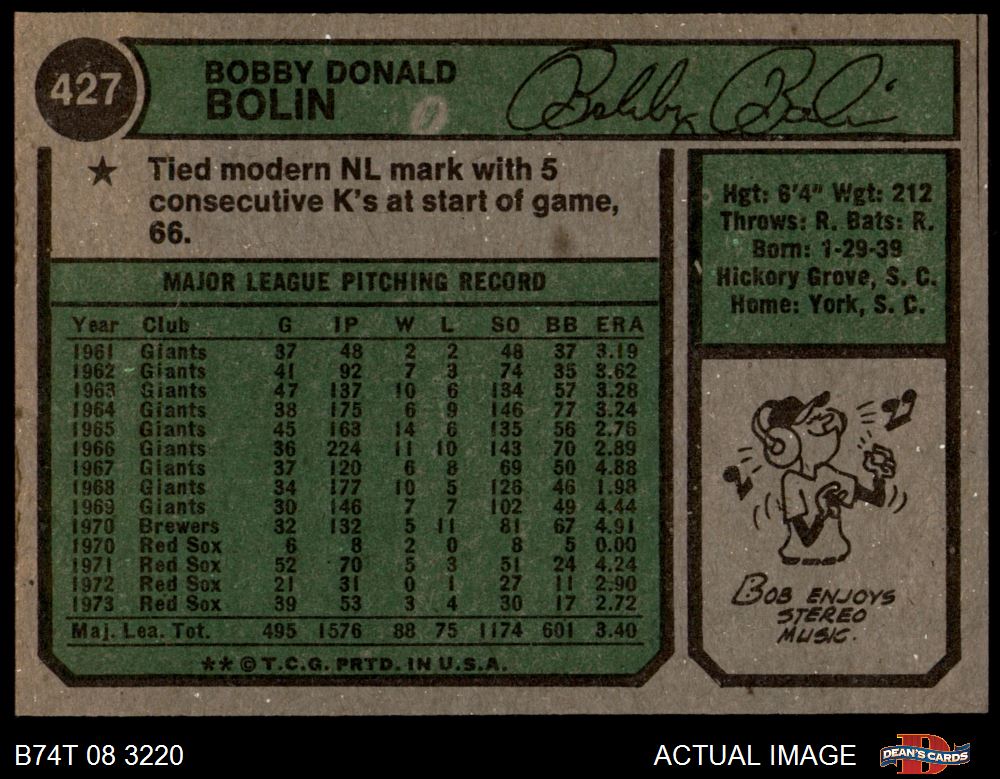 427
BOBBY DONALD
BOLIN
Bobby Bolin
★ Tied modern NL mark with 5
consecutive K's at start of game,
66.
MAJOR LEAGUE PITCHING RECORD
Year Club G IP W L SO BB ERA
1961 Giants 37 48 2 2 48 37 3.19
1962 Giants 41 92 7 3 74 35 3.62
1963 Giants 47 137 10 6 134 57 3.28
1964 Giants 38 175 6 9 146 77 3.24
1965 Giants 45 163 14 6 135 56 2.76
1966 Giants 36 224 11 10 143 70 2.89
1967 Giants 37 120 6 8 69 50 4.88
1968 Giants 34 177 10 5 126 46 1.98
1969 Giants 30 146 7 7 102 49 4.44
1970 Brewers 32 132 5 11 81 67 4.91
1970 Red Sox 6 8 2 0 8 5 0.00
1971 Red Sox 52 70 5 3 51 24 4.24
1972 Red Sox 21 31 0 1 27 11 2.90
1973 Red Sox 39 53 3 4 30 17 2.72
Maj. Lea. Tot. 495 1576 88 75 1174 601 3.40
**©T.C.G. PRTD. IN U.S.A.
Hgt: 6'4" Wgt: 212
Throws: R. Bats: R.
Born: 1-29-39
Hickory Grove, S. C.
Home: York, S. C.
BOB ENJOYS
STEREO
MUSIC.
B74T 08 3220
ACTUAL IMAGE
DEAN'S CARDS